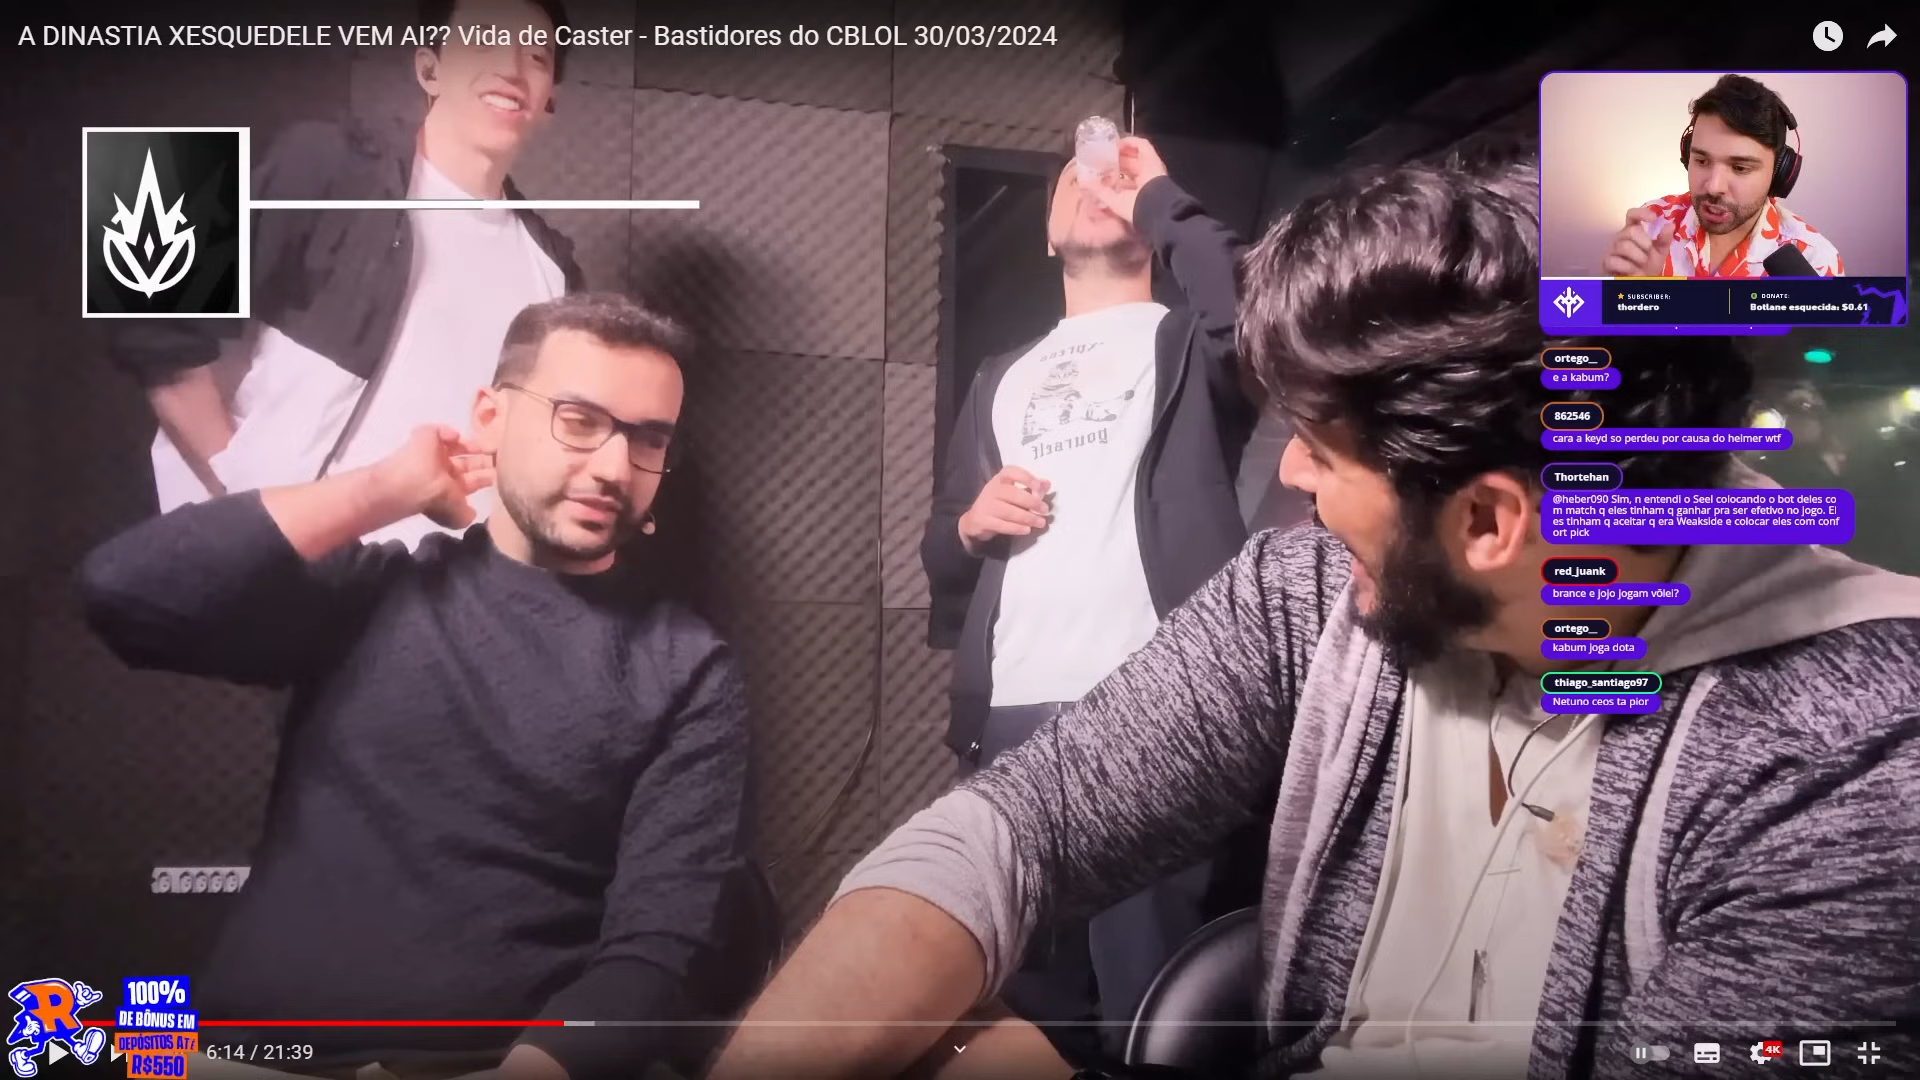 A DINASTIA XESQUEDELE VEM AI?? Vida de Caster - Bastidores do CBLOL 30/03/2024
SUBSCRIBER:
thordero
DONATE:
Botlane esquecida: $0.61
ortego__
e a kabum?
862546
cara a keyd so perdeu por causa do helmer wtf
Thortehan
@heber090 Sim, n entendi o Seel colocando o bot deles co
m match q eles tinham q ganhar pra ser efetivo no jogo. El
es tinham q aceitar q era Weakside e colocar eles com conf
ort pick
red_juank
brance e jojo jogam vôlei?
ortego__
kabum joga dota
thiago_santiago97
Netuno ceos ta pior
yourself
R
100%
DE BÔNUS EM
DEPÓSITOS ATÉ
R$550
6:14 / 21:39
4K